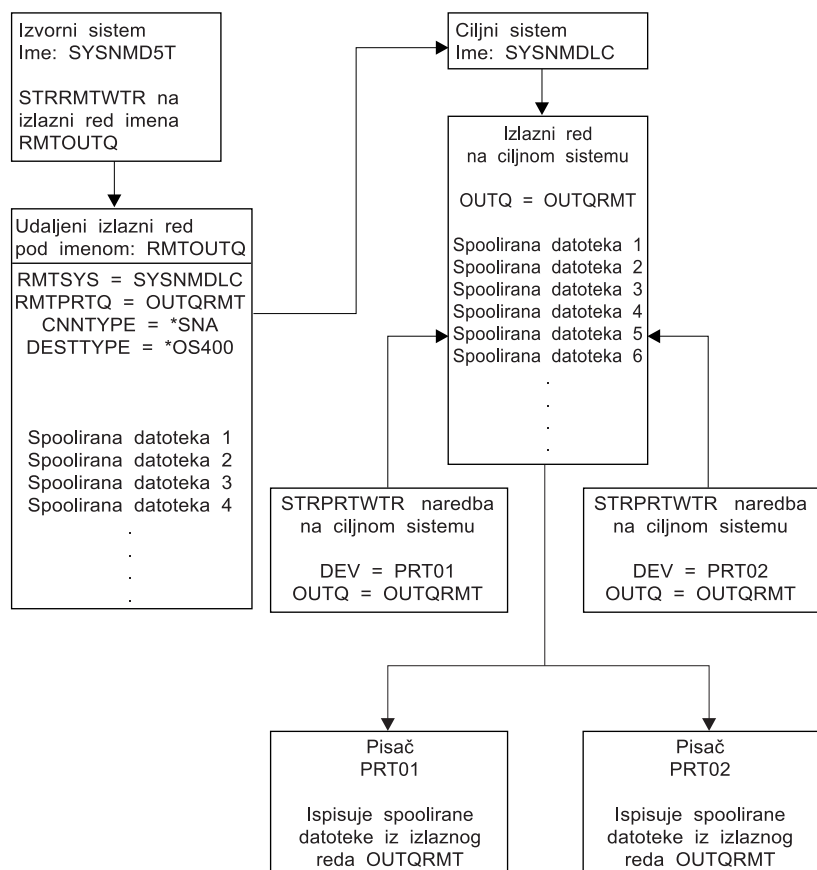 Izvorni sistem
Ime: SYSNMD5T
STRRMTWTR na
izlazni red imena
RMTOUTQ
Udaljeni izlazni red
pod imenom: RMTOUTQ
RMTSYS = SYSNMDLC
RMTPRTQ = OUTQRMT
CNNTYPE = *SNA
DESTTYPE = *OS400
Spoolirana datoteka 1
Spoolirana datoteka 2
Spoolirana datoteka 3
Spoolirana datoteka 4
.
.
.
.
Ciljni sistem
Ime: SYSNMDLC
Izlazni red
na ciljnom sistemu
OUTQ = OUTQRMT
Spoolirana datoteka 1
Spoolirana datoteka 2
Spoolirana datoteka 3
Spoolirana datoteka 4
Spoolirana datoteka 5
Spoolirana datoteka 6
.
.
.
.
STRPRTWTR naredba
na ciljnom sistemu
DEV = PRT01
OUTQ = OUTQRMT
STRPRTWTR naredba
na ciljnom sistemu
DEV = PRT02
OUTQ = OUTQRMT
Pisač
PRT01
Ispisuje spoolirane
datoteke iz izlaznog
reda OUTQRMT
Pisač
PRT02
Ispisuje spoolirane
datoteke iz izlaznog
reda OUTQRMT